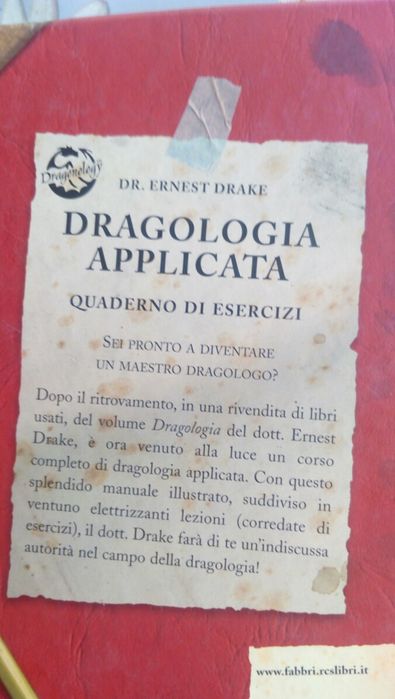 Dragonology
DR. ERNEST DRAKE
DRAGOLOGIA
APPLICATA
QUADERNO DI ESERCIZI
SEI PRONTO A DIVENTARE
UN MAESTRO DRAGOLOGO?
Dopo il ritrovamento, in una rivendita di libri
usati, del volume Dragologia del dott. Ernest
Drake, è ora venuto alla luce un corso
completo di dragologia applicata. Con questo
splendido manuale illustrato, suddiviso in
ventuno elettrizzanti lezioni (corredate di
esercizi), il dott. Drake farà di te un'indiscussa
autorità nel campo della dragologia!
www.fabbri.rcslibri.it